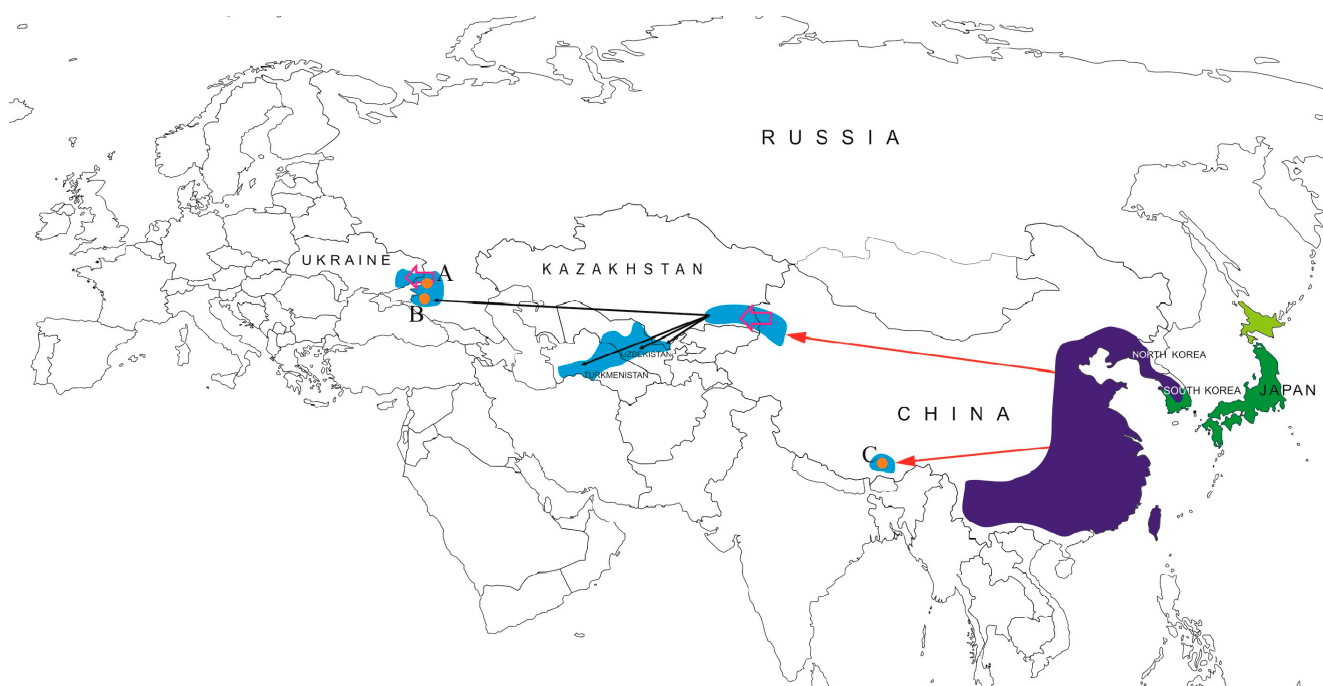 RUSSIA
UKRAINE
A
KAZAKHSTAN
B
UZBEKISTAN
NORTH KOREA
TURKMENISTAN
SOUTH KOREA
JAPAN
CHINA
C